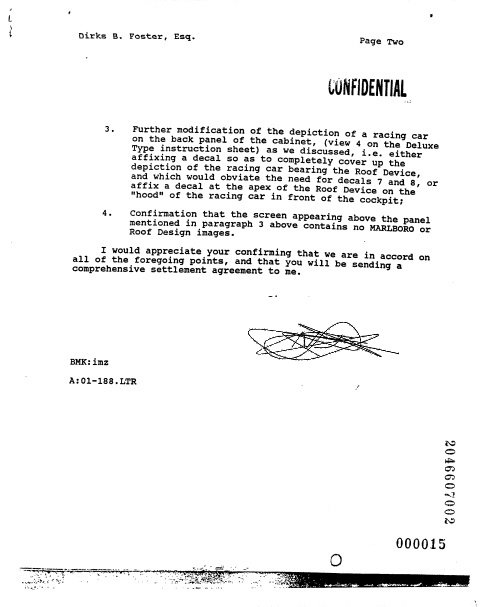 Dirks B. Foster, Esq.
Page Two
CONFIDENTIAL
3. Further modification of the depiction of a racing car
on the back panel of the cabinet, (view 4 on the Deluxe
Type instruction sheet) as we discussed, i.e. either
affixing a decal so as to completely cover up the
depiction of the racing car bearing the Roof Device,
and which would obviate the need for decals 7 and 8, or
affix a decal at the apex of the Roof Device on the
"hood" of the racing car in front of the cockpit;
4. Confirmation that the screen appearing above the panel
mentioned in paragraph 3 above contains no MARLBORO or
Roof Design images.
I would appreciate your confirming that we are in accord on
all of the foregoing points, and that you will be sending a
comprehensive settlement agreement to me.
BMK:imz
A:01-188.LTR
2046607002
000015